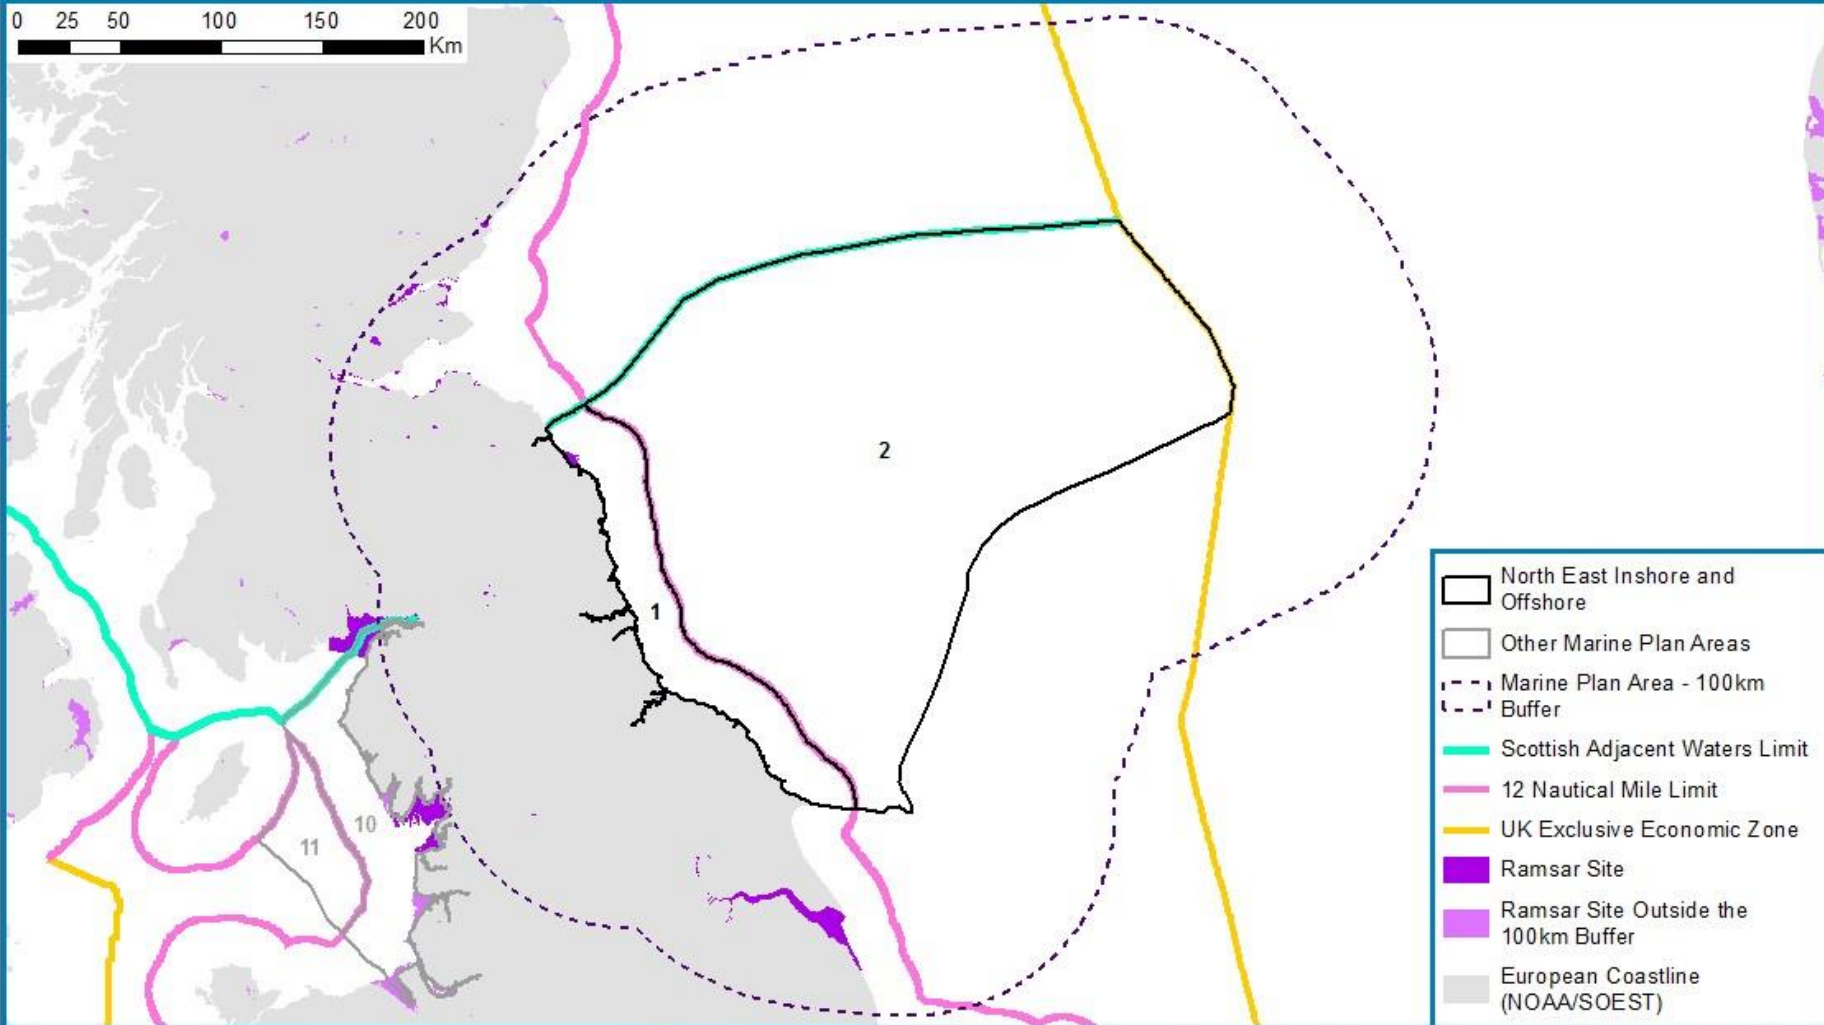 0 25 50 100 150 200
Km
2
1
10
11
North East Inshore and
Offshore
Other Marine Plan Areas
Marine Plan Area - 100km
Buffer
Scottish Adjacent Waters Limit
12 Nautical Mile Limit
UK Exclusive Economic Zone
Ramsar Site
Ramsar Site Outside the
100km Buffer
European Coastline
(NOAA/SOEST)